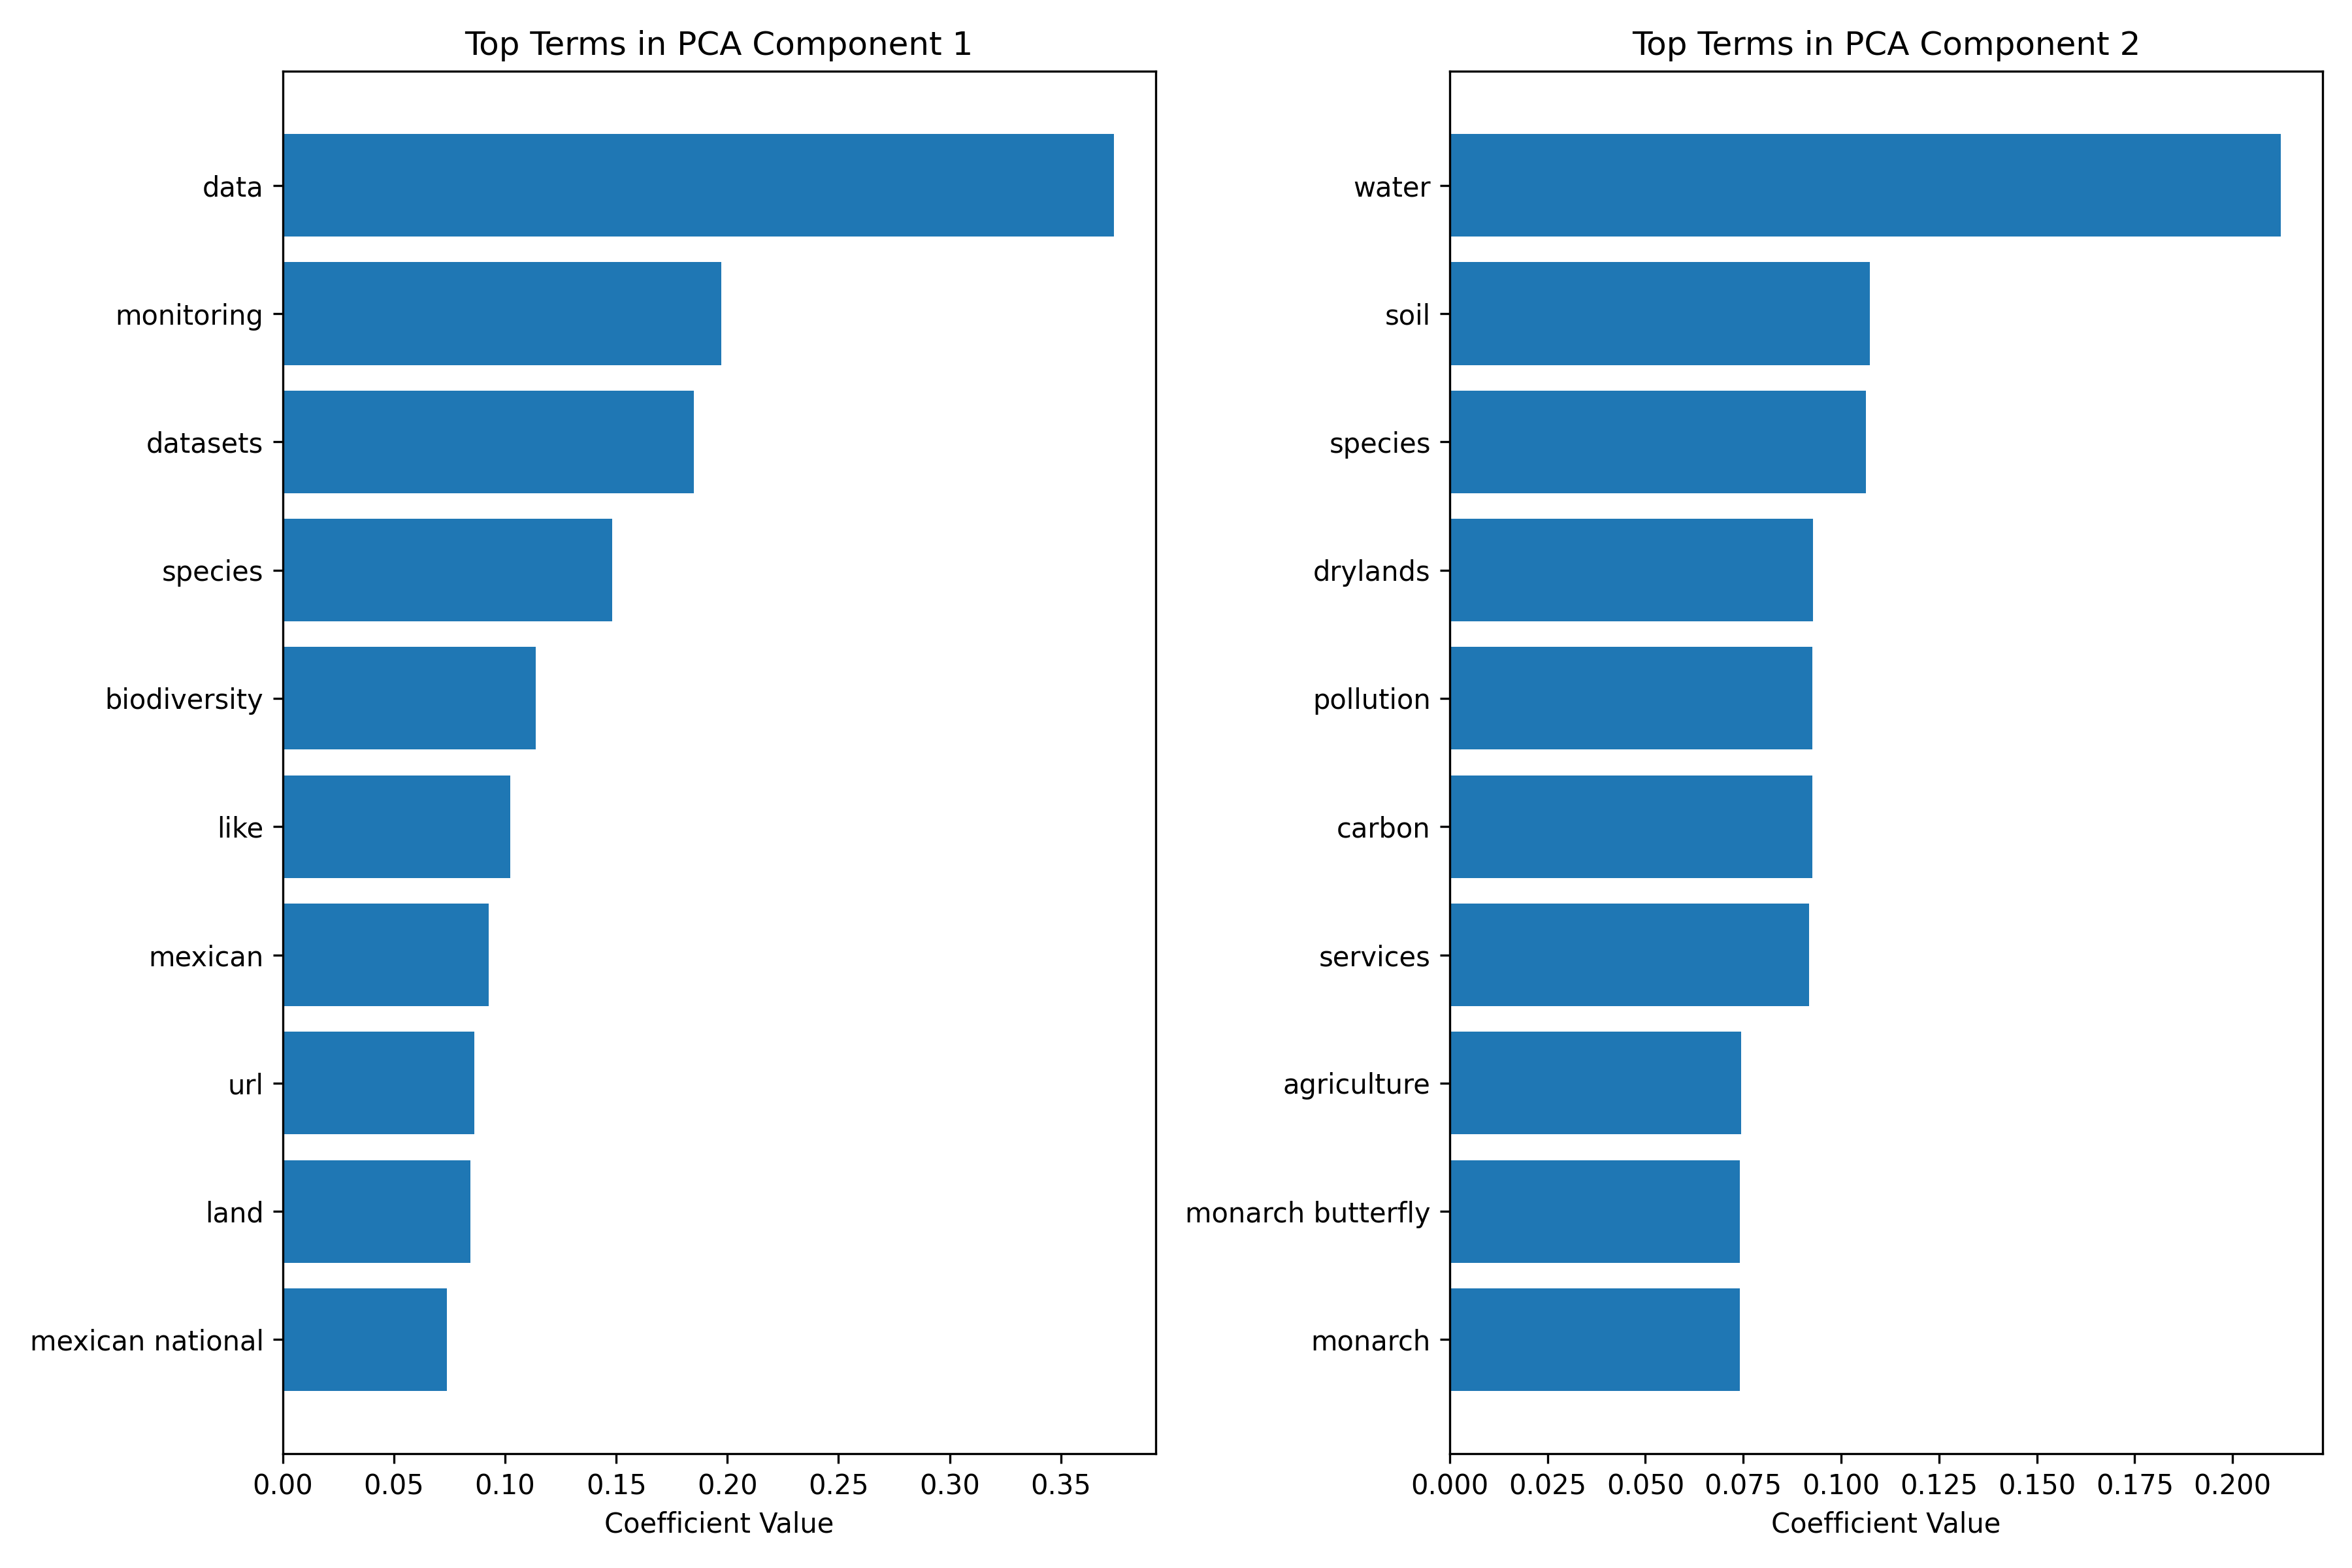 Top Terms in PCA Component 1
data
monitoring
datasets
species
biodiversity
like
mexican
url
land
mexican national
0.00 0.05 0.10 0.15 0.20 0.25 0.30 0.35
Coefficient Value
Top Terms in PCA Component 2
water
soil
species
drylands
pollution
carbon
services
agriculture
monarch butterfly
monarch
0.000 0.025 0.050 0.075 0.100 0.125 0.150 0.175 0.200
Coefficient Value